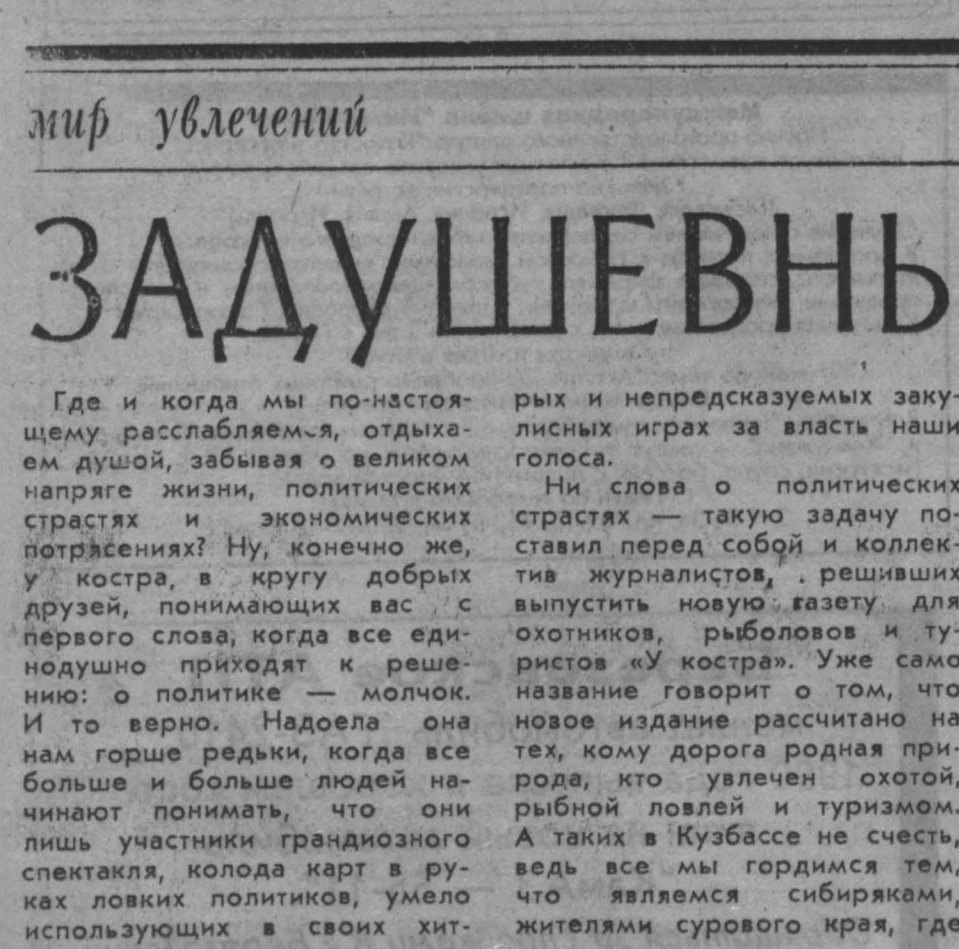 мир увлечений
ЗАДУШЕВНЬ
Где и когда мы по-настоя-
щему расслабляемся, отдыха-
ем душой, забывая о великом
напряге жизни, политических
страстях и экономических
потрясениях? Ну, конечно же,
у костра, в кругу добрых
друзей, понимающих вас с
первого слова, когда все еди-
нодушно приходят к реше-
нию: о политике — молчок.
И то верно. Надоела она
нам горше редьки, когда все
больше и больше людей на-
чинают понимать, что они
лишь участники грандиозного
спектакля, колода карт в ру-
ках ловких политиков, умело
использующих в своих хит-
рых и непредсказуемых заку-
лисных играх за власть наши
голоса.
Ни слова о политических
страстях — такую задачу по-
ставил перед собой и коллек-
тив журналистов, решивших
выпустить новую газету для
охотников, рыболовов и ту-
ристов «У костра». Уже само
название говорит о том, что
новое издание рассчитано на
тех, кому дорога родная при-
рода, кто увлечен охотой,
рыбной ловлей и туризмом.
А таких в Кузбассе не счесть,
ведь все мы гордимся тем,
что являемся сибиряками,
жителями сурового края, где